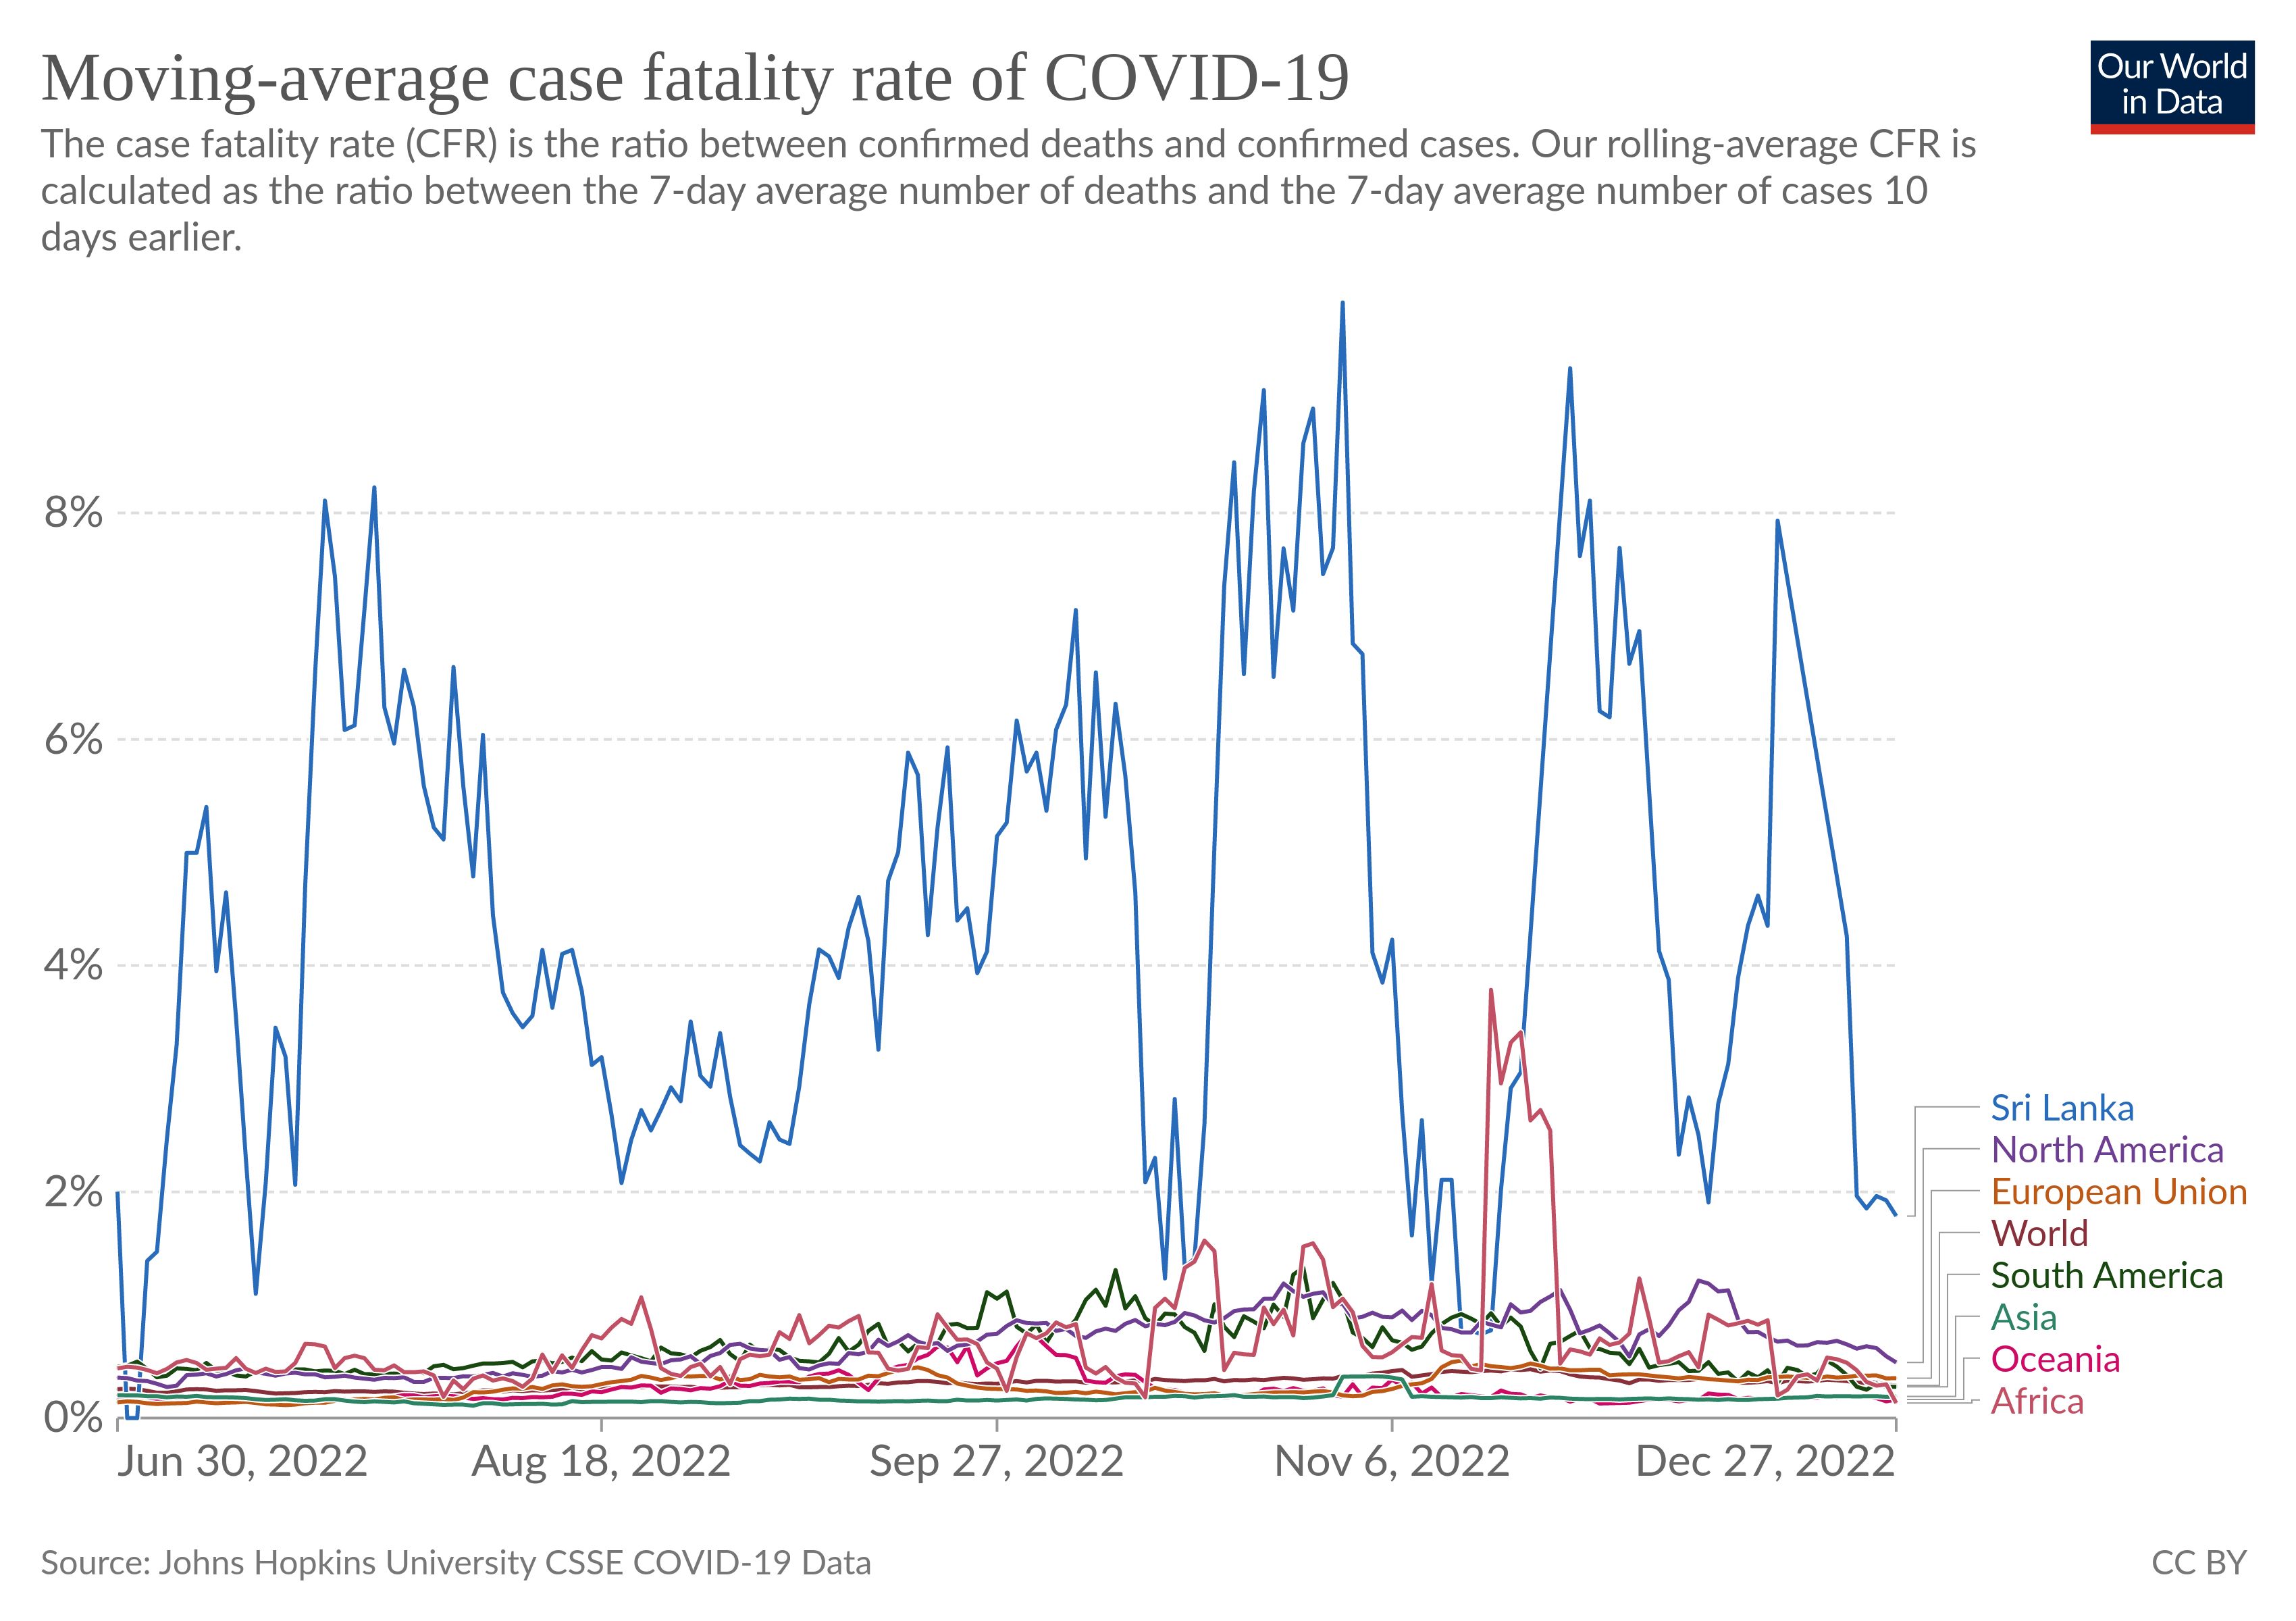 Moving-average case fatality rate of COVID-19
Our World
in Data
The case fatality rate (CFR) is the ratio between confirmed deaths and confirmed cases. Our rolling-average CFR is
calculated as the ratio between the 7-day average number of deaths and the 7-day average number of cases 10
days earlier.
8%
6%
4%
2%
0%
Sri Lanka
North America
European Union
World
South America
Asia
Oceania
Africa
Jun 30, 2022
Aug 18, 2022
Sep 27, 2022
Nov 6, 2022
Dec 27, 2022
Source: Johns Hopkins University CSSE COVID-19 Data
CC BY